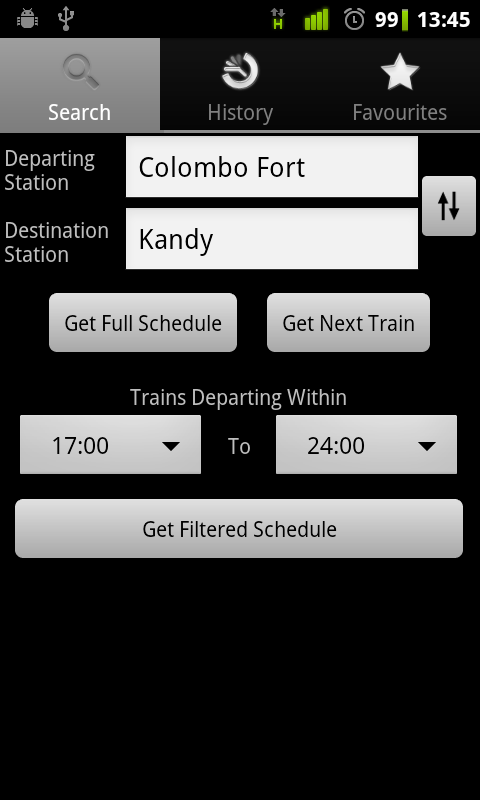 H 99 13:45
Search History Favourites
Departing
Station
Colombo Fort
Destination
Station
Kandy
Get Full Schedule Get Next Train
Trains Departing Within
17:00 To 24:00
Get Filtered Schedule